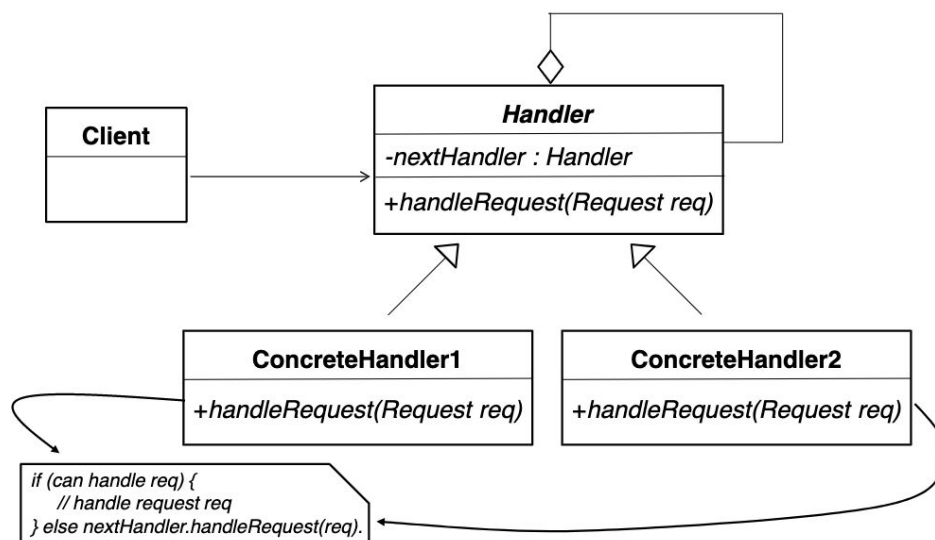 Handler
Client
-nextHandler : Handler
+handleRequest(Request req)
ConcreteHandler1
ConcreteHandler2
+handleRequest(Request req)
+handleRequest(Request req)
if (can handle req) {
// handle request req
} else nextHandler.handleRequest(req).